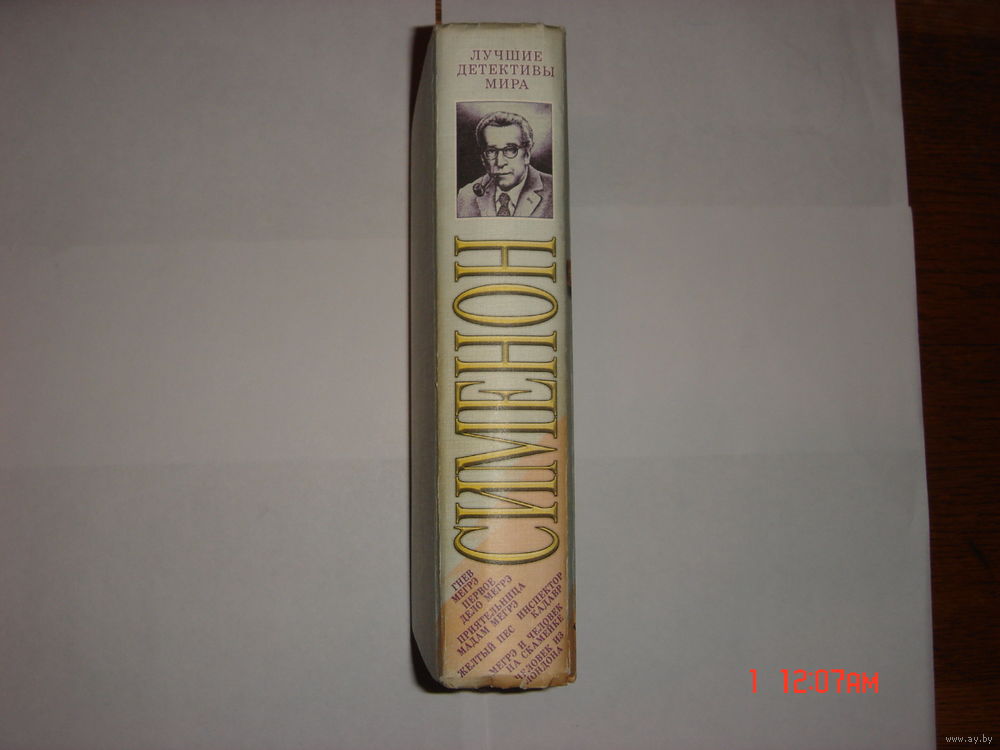 ЛУЧШИЕ
ДЕТЕКТИВЫ
МИРА
СИМЕНОН
ГНЕВ
МЕГРЭ
ПЕРВОЕ
ДЕЛО МЕГРЭ
ПРИЯТЕЛЬНИЦА
МАДАМ МЕГРЭ
ЖЕЛТЫЙ ПЕС
ИНСПЕКТОР
КАДАВР
МЕГРЭ И ЧЕЛОВЕК
НА СКАМЕЙКЕ
ЧЕЛОВЕК ИЗ
ЛОНДОНА
1 12:07AM
www.ay.by